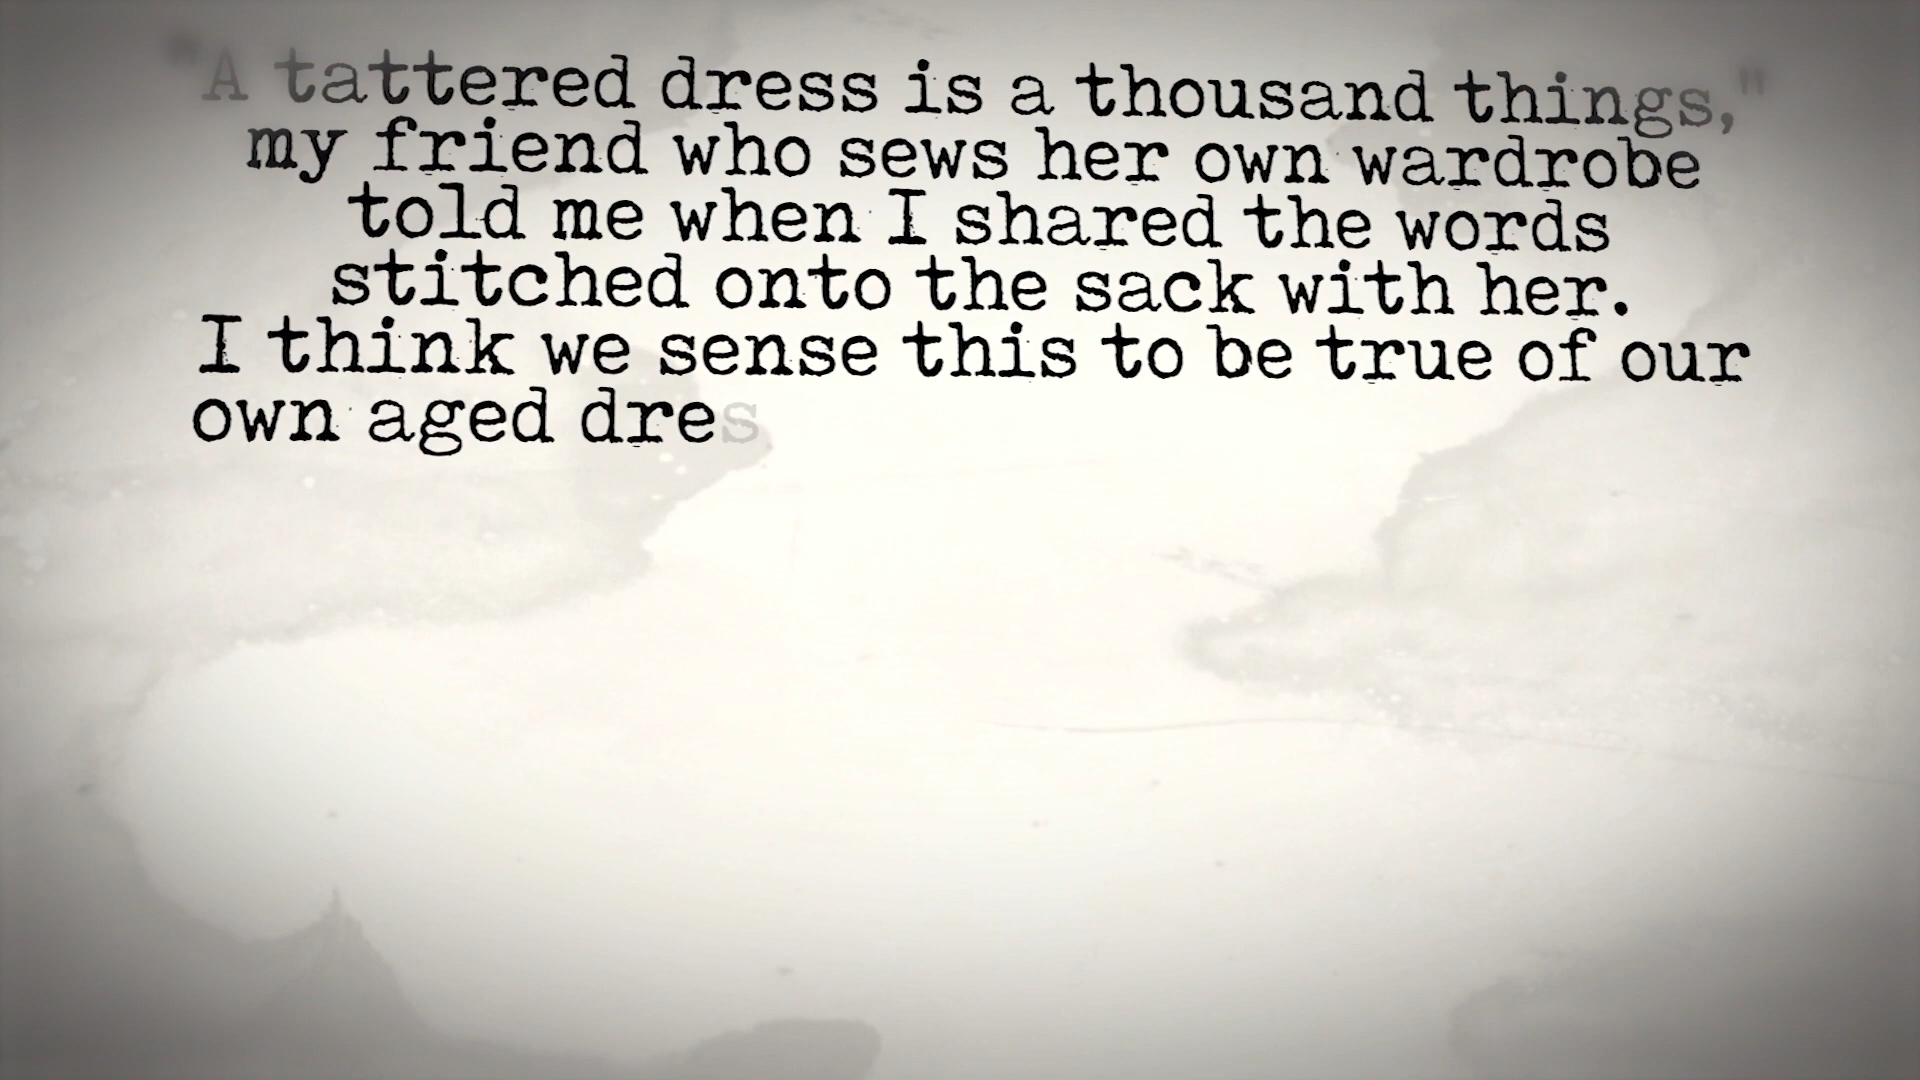 "A tattered dress is a thousand things,"
my friend who sews her own wardrobe
told me when I shared the words
stitched onto the sack with her.
I think we sense this to be true of our
own aged dres